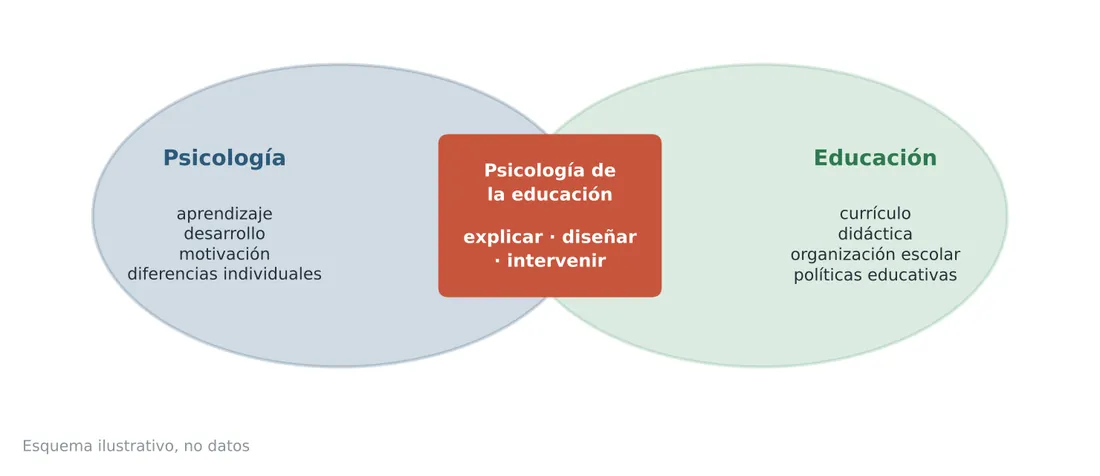 Psicología
aprendizaje
desarrollo
motivación
diferencias individuales
Psicología de
la educación
explicar · diseñar
· intervenir
Educación
currículo
didáctica
organización escolar
políticas educativas
Esquema ilustrativo, no datos